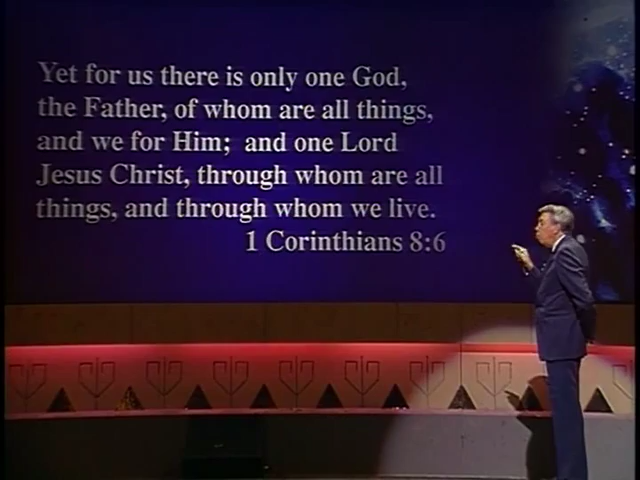 Yet for us there is only one God,
the Father, of whom are all things,
and we for Him; and one Lord
Jesus Christ, through whom are all
things, and through whom we live.
1 Corinthians 8:6